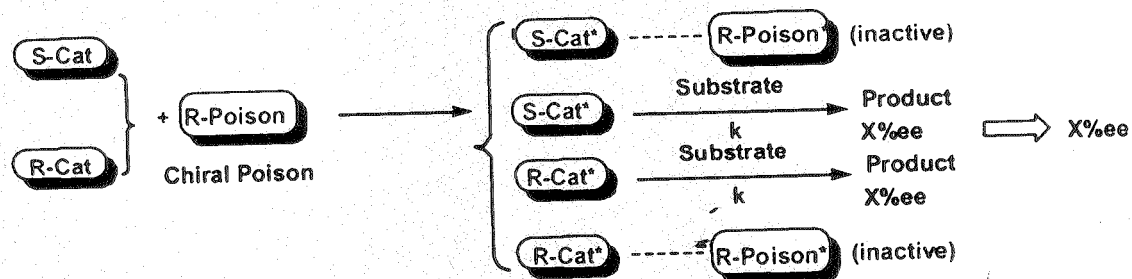 S-Cat
R-Cat
+ R-Poison
Chiral Poison
S-Cat* R-Poison* (inactive)
S-Cat* Substrate k Product X%ee
R-Cat* Substrate k Product X%ee
X%ee
R-Cat* R-Poison* (inactive)